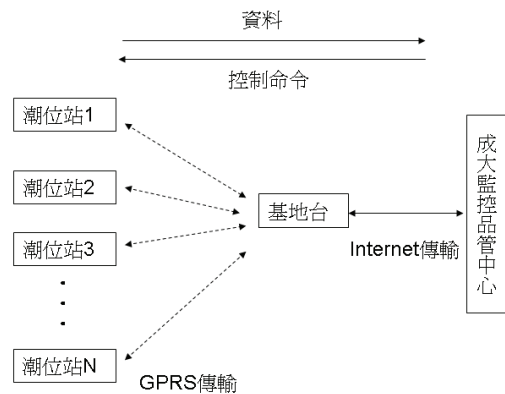 資料
控制命令
潮位站1
潮位站2
潮位站3
潮位站N
基地台
GPRS傳輸
Internet傳輸
成大監控品管中心